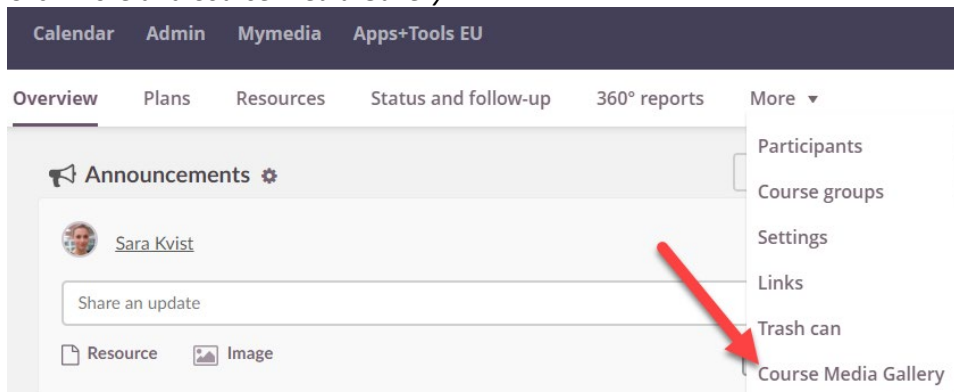 Calendar Admin Mymedia Apps+Tools EU
Overview Plans Resources Status and follow-up 360° reports More
Participants
Announcements
Course groups
Sara Kvist
Settings
Links
Share an update
Trash can
Resource Image
Course Media Gallery